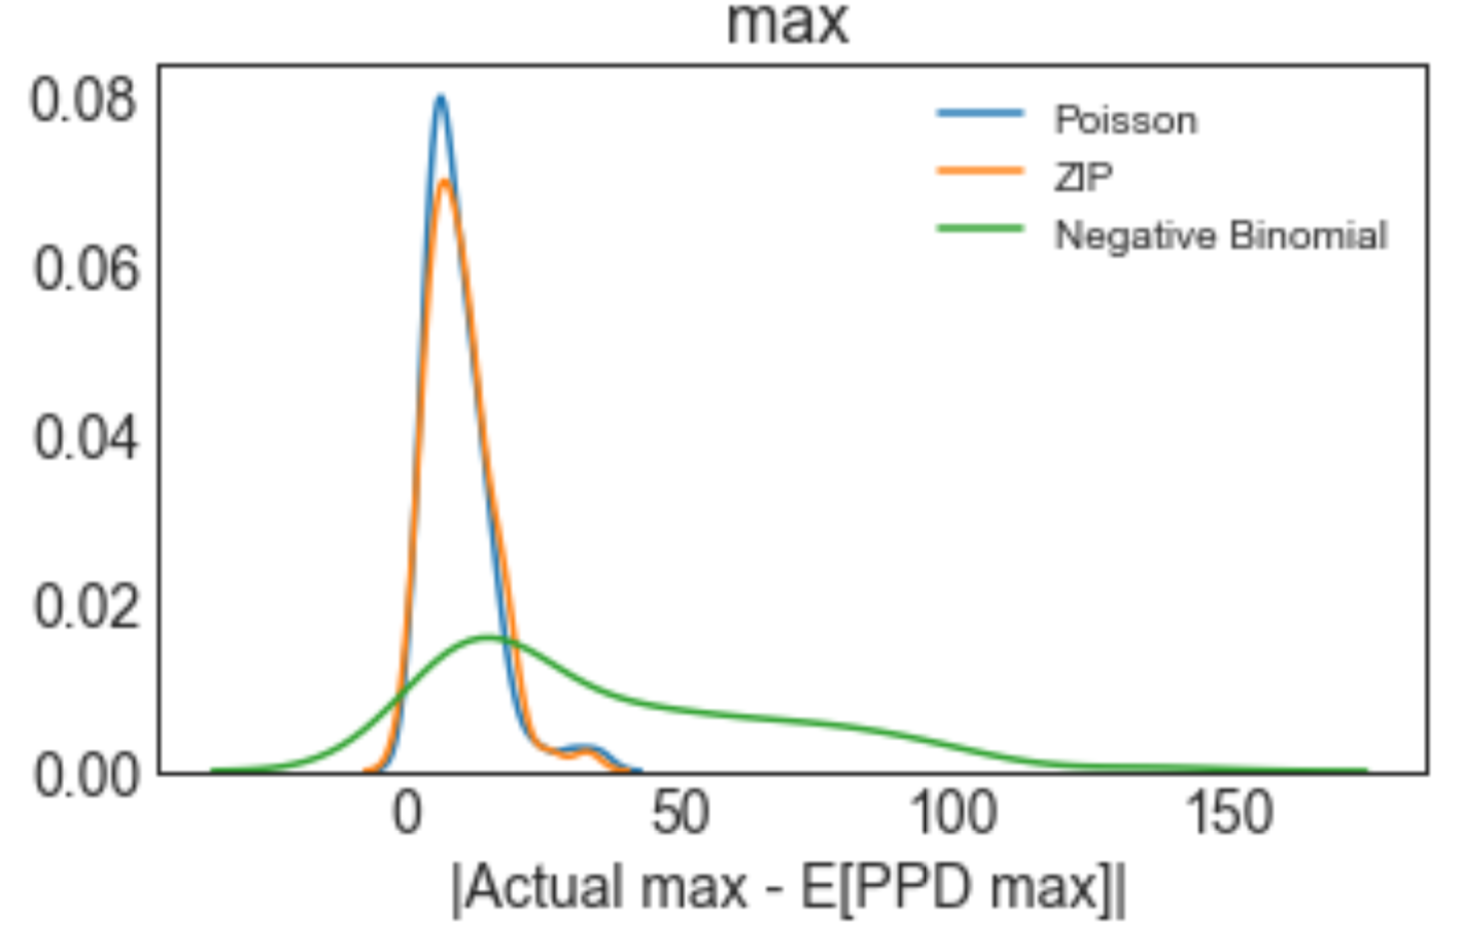 max
0.08
0.06
0.04
0.02
0.00
Poisson
ZIP
Negative Binomial
0 50 100 150
|Actual max - E[PPD max]|